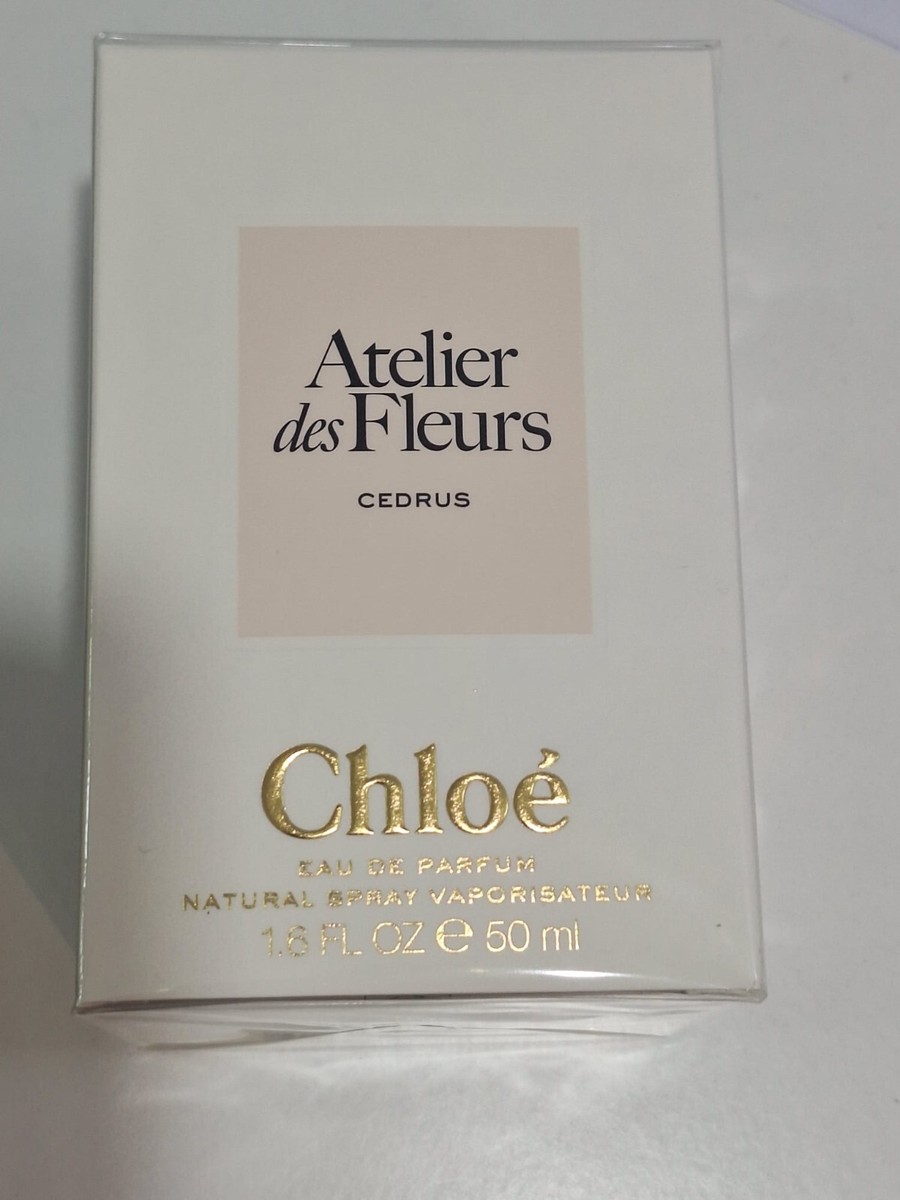 Atelier
des Fleurs
CEDRUS
Chloé
EAU DE PARFUM
NATURAL SPRAY VAPORISATEUR
1.6 FL OZ ℮ 50 ml